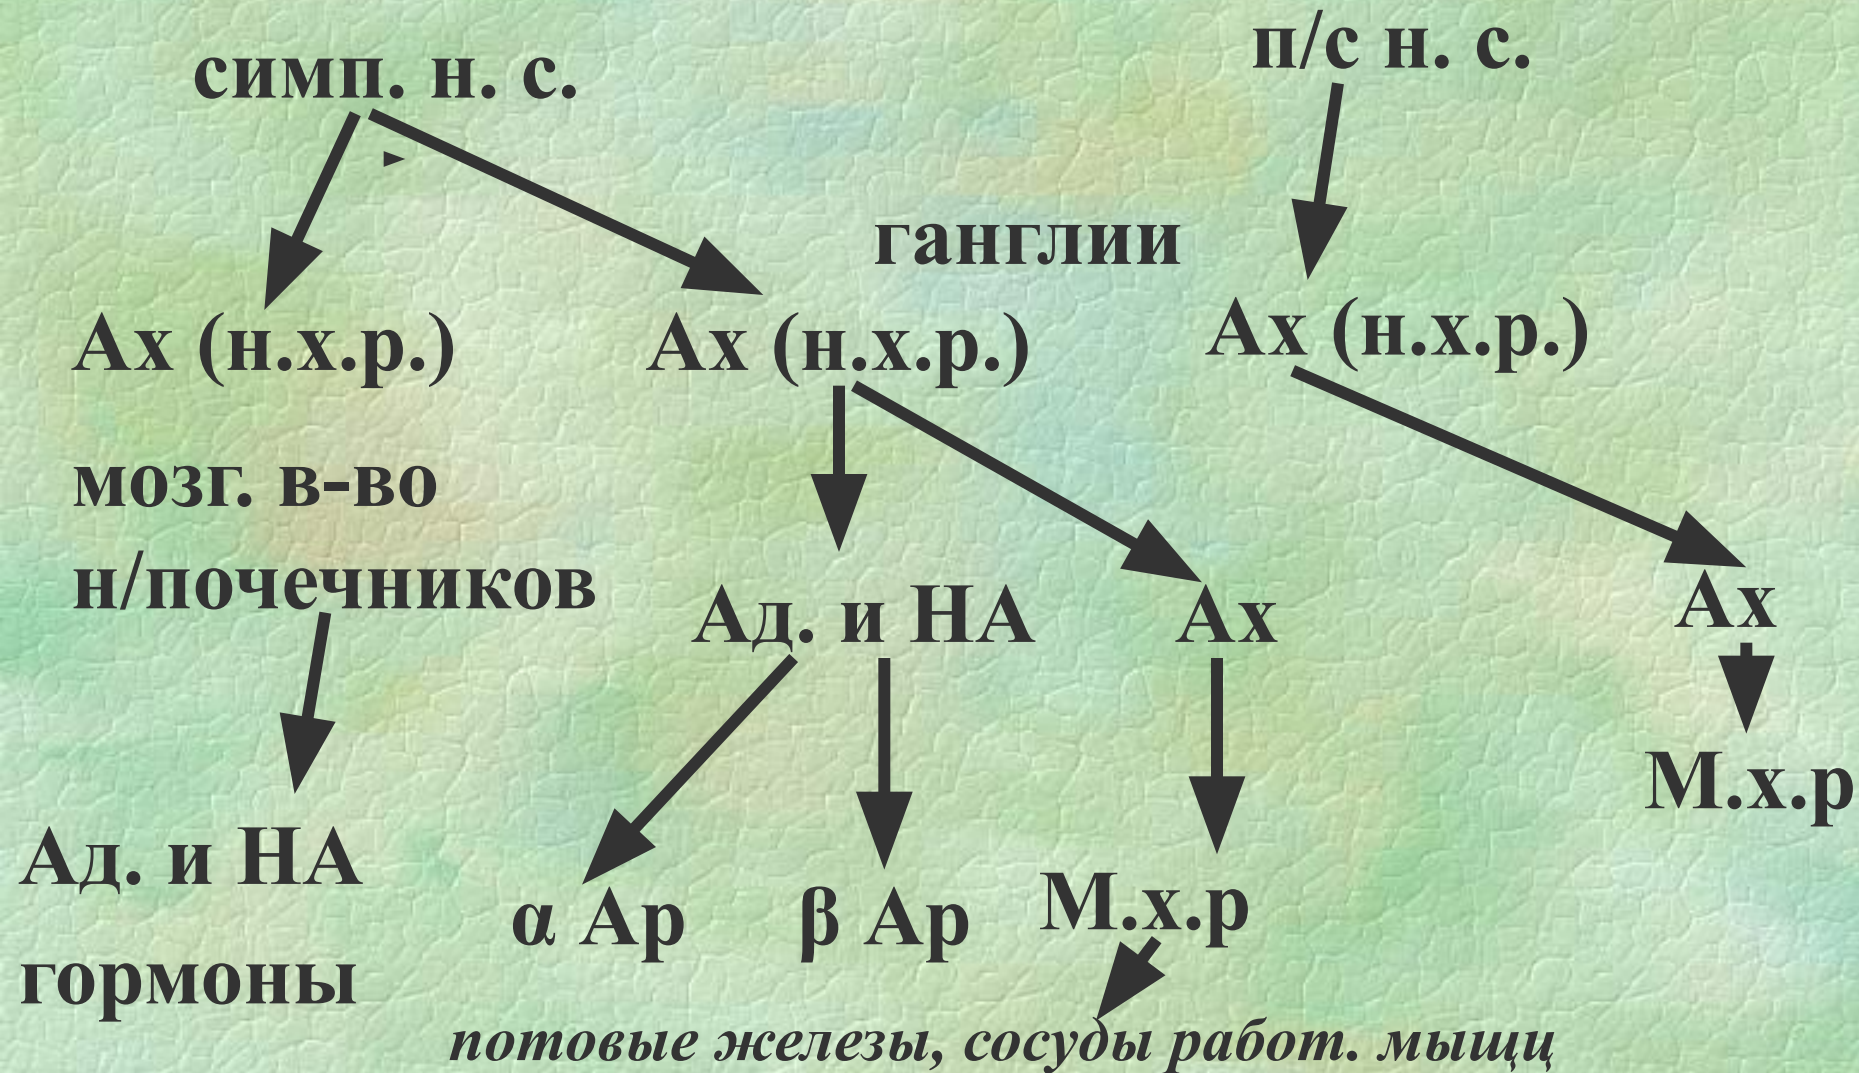 симп. н. с.
п/с н. с.
ганглии
Ах (н.х.р.)
Ах (н.х.р.)
Ах (н.х.р.)
мозг. в-во
н/почечников
Ад. и НА
Ах
Ах
М.х.р
Ад. и НА
гормоны
α Ар
β Ар
М.х.р
потовые железы, сосуды работ. мыщц